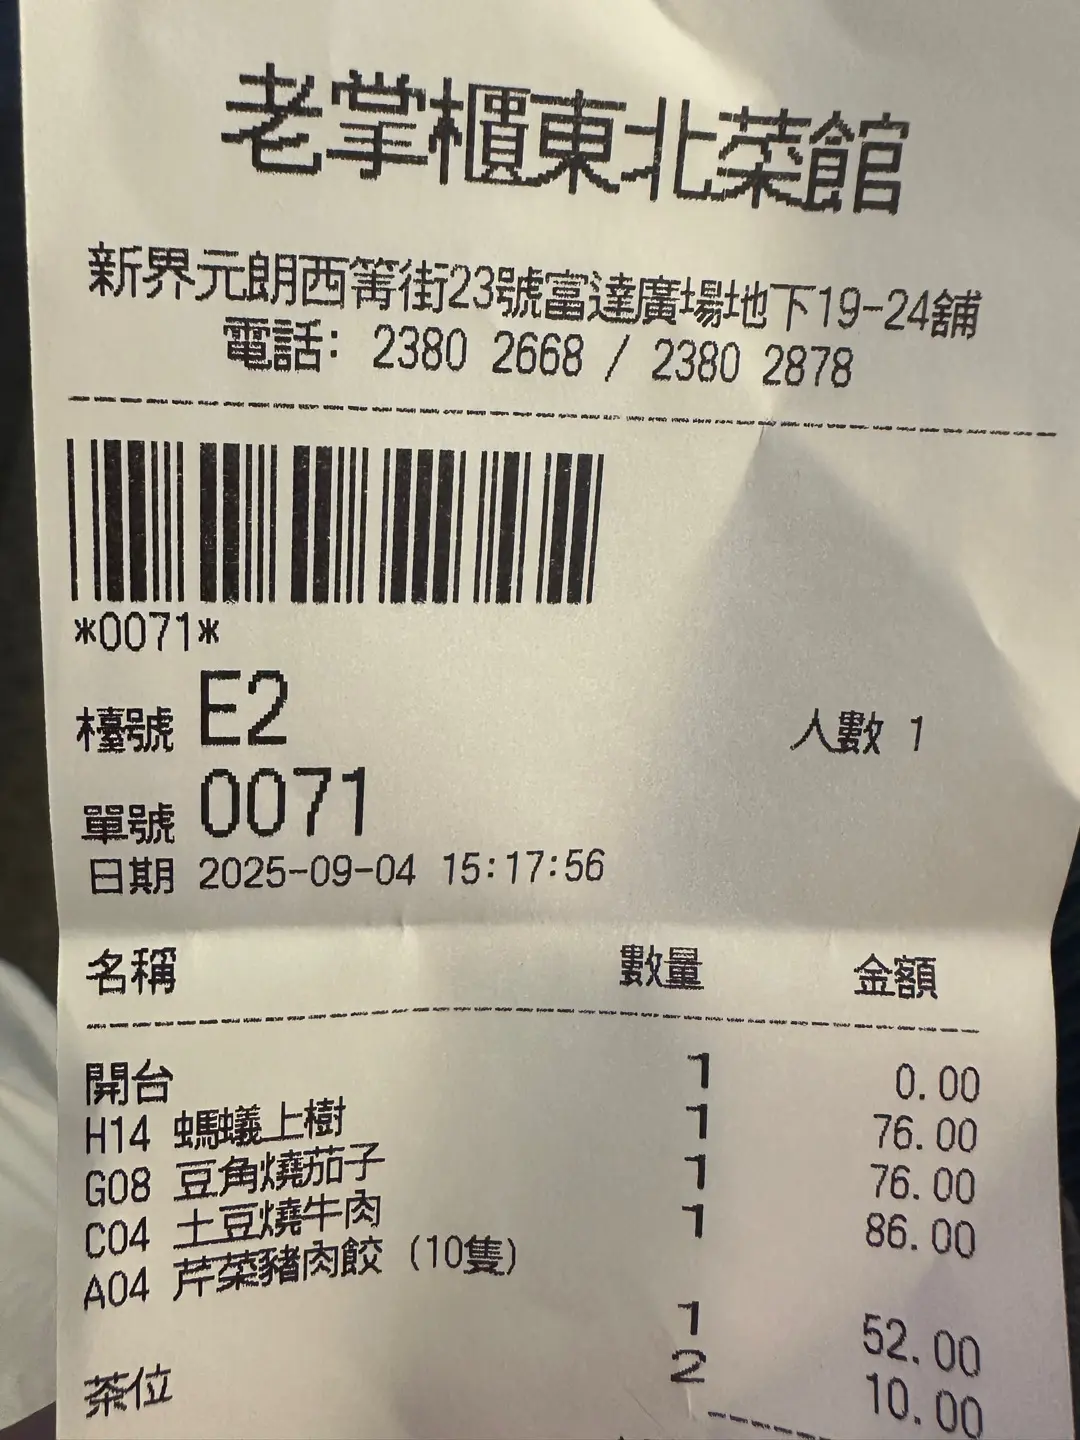 老掌櫃東北菜館
新界元朗西菁街23號富達廣場地下19-24舖
電話: 2380 2668 / 2380 2878
*0071*
檯號 E2 人數 1
單號 0071
日期 2025-09-04 15:17:56
名稱 數量 金額
開台 1 0.00
H14 螞蟻上樹 1 76.00
G08 豆角燒茄子 1 76.00
C04 土豆燒牛肉 1 86.00
A04 芹菜豬肉餃 (10隻)
1 52.00
茶位 2 10.00